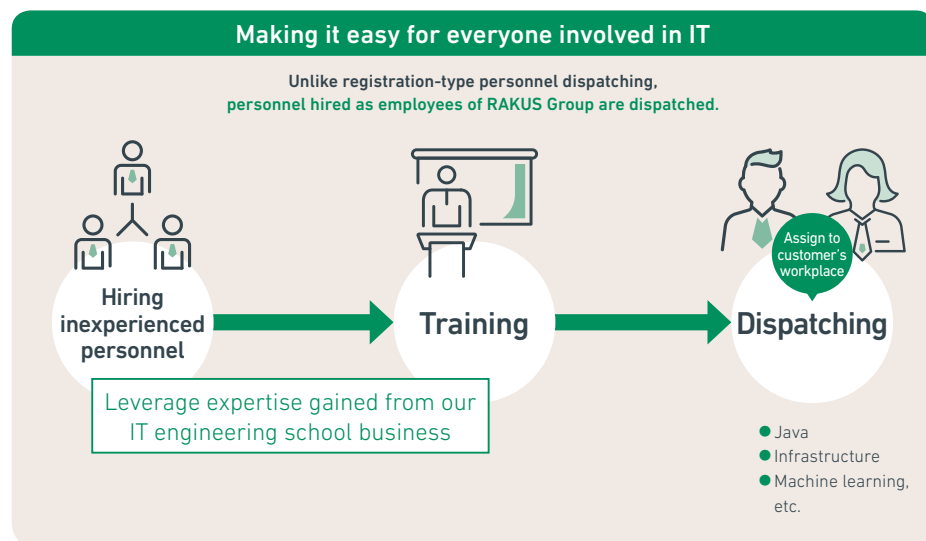 Making it easy for everyone involved in IT
Unlike registration-type personnel dispatching,
personnel hired as employees of RAKUS Group are dispatched.
Hiring
inexperienced
personnel
Training
Assign to
customer's
workplace
Dispatching
Leverage expertise gained from our
IT engineering school business
● Java
● Infrastructure
● Machine learning,
etc.